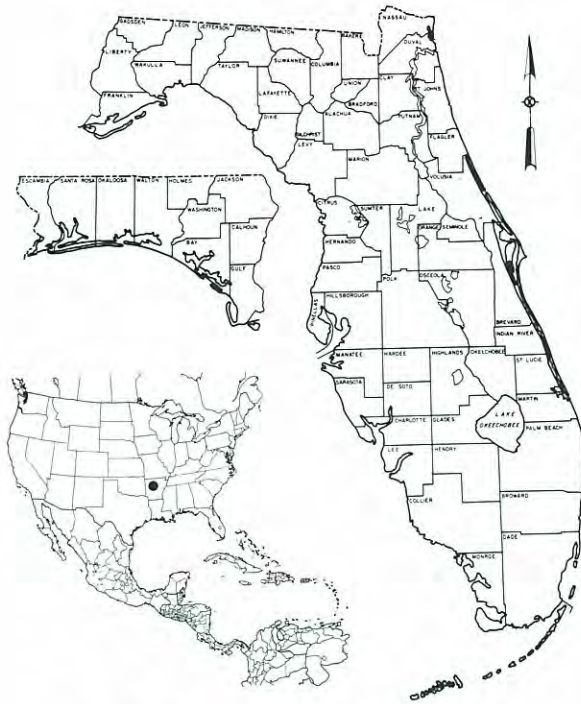 NASSAU
GADSDEN
LEON
JEFFERSON
MADISON
HAMILTON
BAKER
DUVAL
LIBERTY
WAKULLA
TAYLOR
SUWANNEE
COLUMBIA
UNION
CLAY
ST JOHNS
FRANKLIN
LAFAYETTE
BRADFORD
DIXIE
GILCHRIST
ALACHUA
PUTNAM
LEVY
FLAGLER
MARION
VOLUSIA
ESCAMBIA
SANTA ROSA
OKALOOSA
WALTON
HOLMES
JACKSON
WASHINGTON
BAY
CALHOUN
GULF
CITRUS
SUMTER
LAKE
HERNANDO
ORANGE
SEMINOLE
PASCO
POLK
OSCEOLA
HILLSBOROUGH
PINELLAS
BREVARD
INDIAN RIVER
MANATEE
HARDEE
HIGHLANDS
OKEECHOBEE
ST LUCIE
SARASOTA
DE SOTO
MARTIN
CHARLOTTE
GLADES
LAKE
OKEECHOBEE
PALM BEACH
LEE
HENDRY
COLLIER
BROWARD
DADE
MONROE